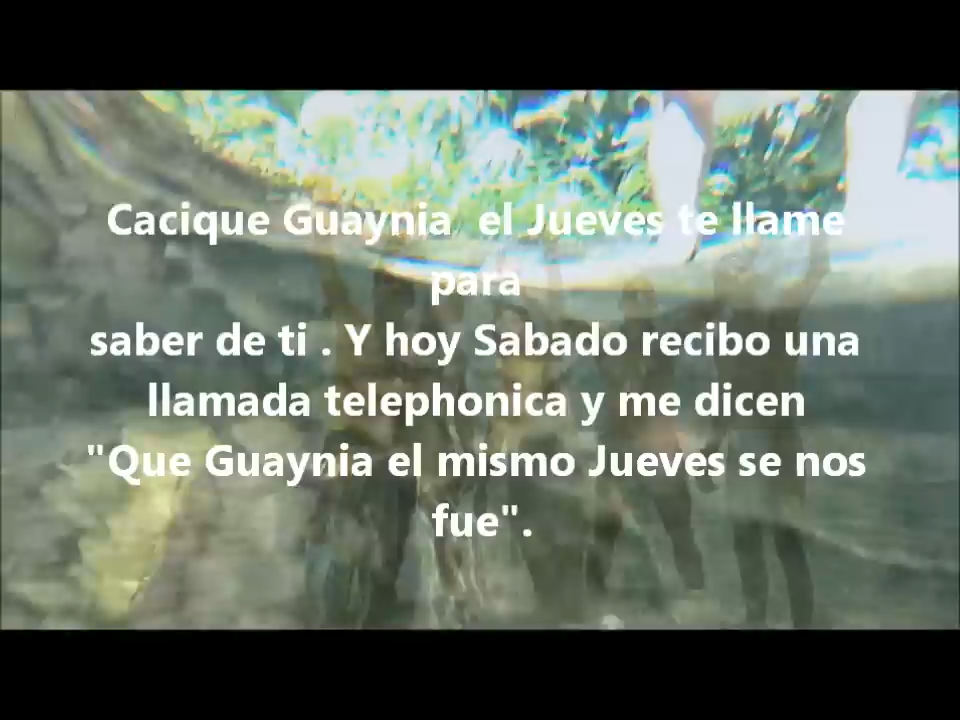 Cacique Guaynia el Jueves te llame
para
saber de ti . Y hoy Sabado recibo una
llamada telephonica y me dicen
"Que Guaynia el mismo Jueves se nos
fue".